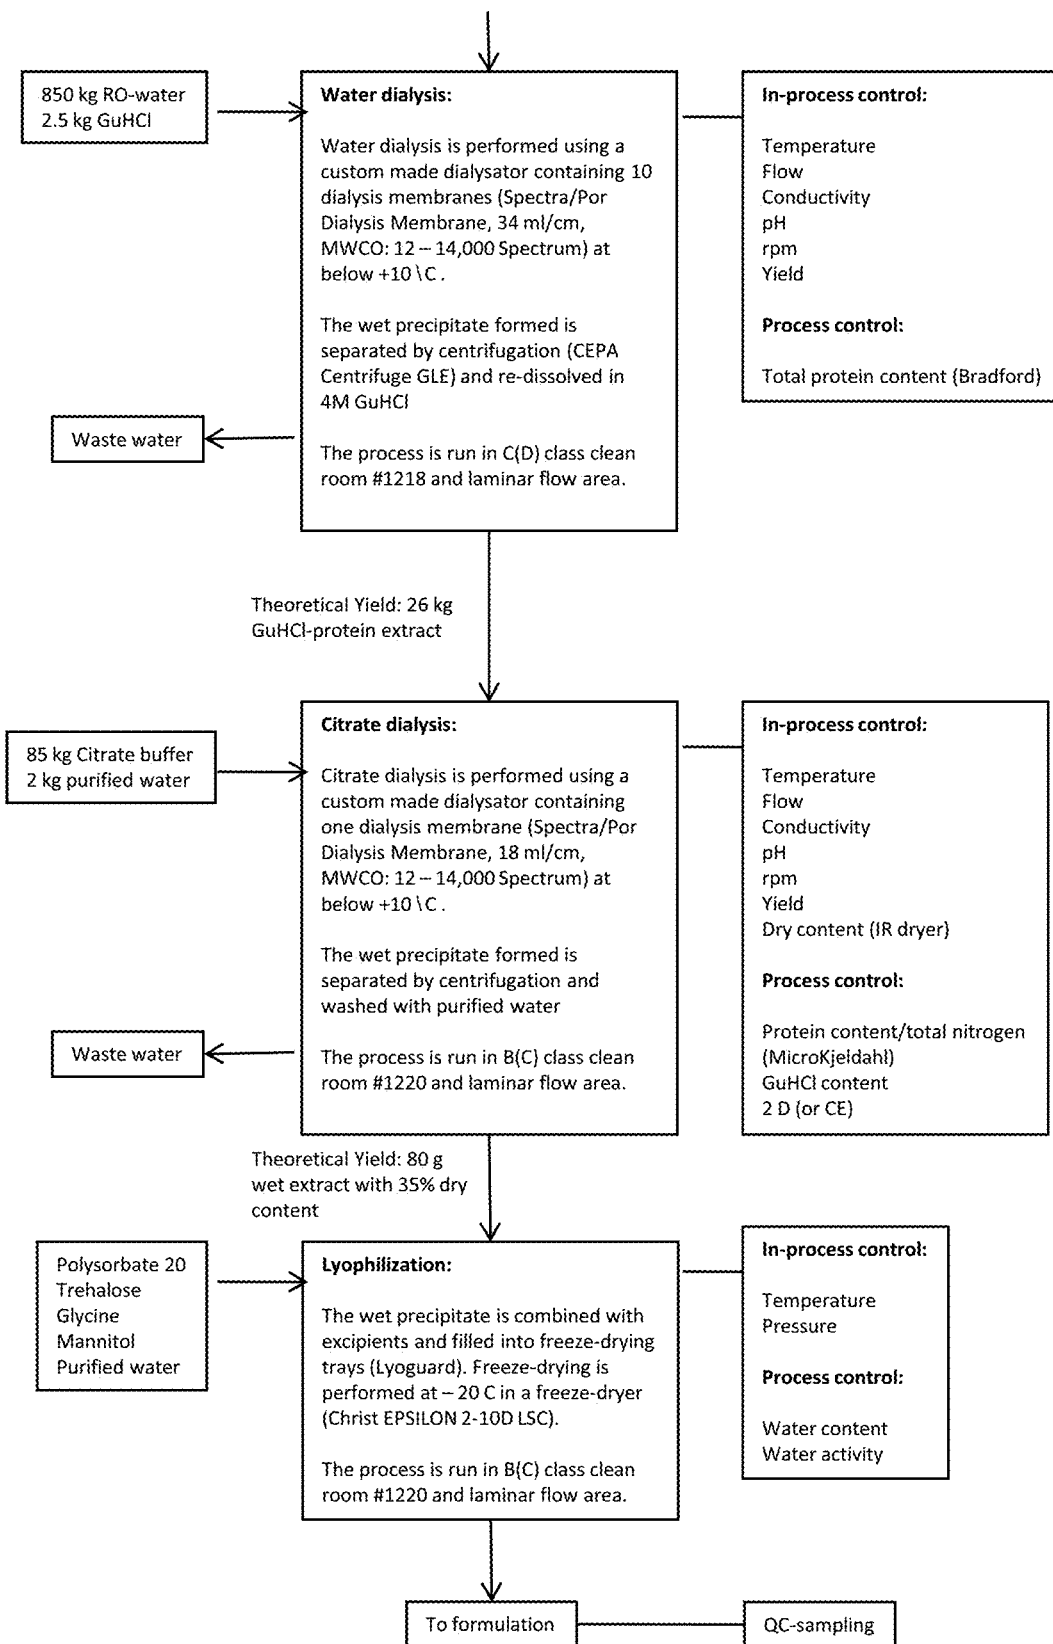 850 kg RO-water
2.5 kg GuHCl
Water dialysis:
Water dialysis is performed using a
custom made dialysator containing 10
dialysis membranes (Spectra/Por
Dialysis Membrane, 34 ml/cm,
MWCO: 12 – 14,000 Spectrum) at
below +10 \C .
The wet precipitate formed is
separated by centrifugation (CEPA
Centrifuge GLE) and re-dissolved in
4M GuHCl
The process is run in C(D) class clean
room #1218 and laminar flow area.
In-process control:
Temperature
Flow
Conductivity
pH
rpm
Yield
Process control:
Total protein content (Bradford)
Waste water
Theoretical Yield: 26 kg
GuHCl-protein extract
85 kg Citrate buffer
2 kg purified water
Citrate dialysis:
Citrate dialysis is performed using a
custom made dialysator containing
one dialysis membrane (Spectra/Por
Dialysis Membrane, 18 ml/cm,
MWCO: 12 – 14,000 Spectrum) at
below +10 \C .
The wet precipitate formed is
separated by centrifugation and
washed with purified water
The process is run in B(C) class clean
room #1220 and laminar flow area.
In-process control:
Temperature
Flow
Conductivity
pH
rpm
Yield
Dry content (IR dryer)
Process control:
Protein content/total nitrogen
(MicroKjeldahl)
GuHCl content
2 D (or CE)
Waste water
Theoretical Yield: 80 g
wet extract with 35% dry
content
Polysorbate 20
Trehalose
Glycine
Mannitol
Purified water
Lyophilization:
The wet precipitate is combined with
excipients and filled into freeze-drying
trays (Lyoguard). Freeze-drying is
performed at – 20 C in a freeze-dryer
(Christ EPSILON 2-10D LSC).
The process is run in B(C) class clean
room #1220 and laminar flow area.
In-process control:
Temperature
Pressure
Process control:
Water content
Water activity
To formulation
QC-sampling